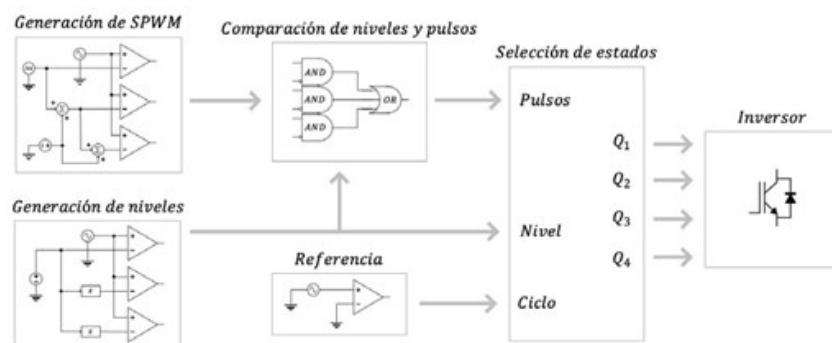 Generación de SPWM
Comparación de niveles y pulsos
Selección de estados
AND
AND
AND
OR
Pulsos
Inversor
Q1
Q2
Q3
Q4
Generación de niveles
Nivel
Referencia
Ciclo